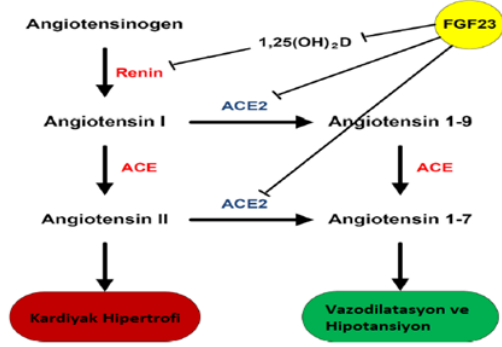 Angiotensinogen
FGF23
1,25(OH)₂D
Renin
ACE2
Angiotensin I
Angiotensin 1-9
ACE
ACE
ACE2
Angiotensin II
Angiotensin 1-7
Kardiyak Hipertrofi
Vazodilatasyon ve
Hipotansiyon